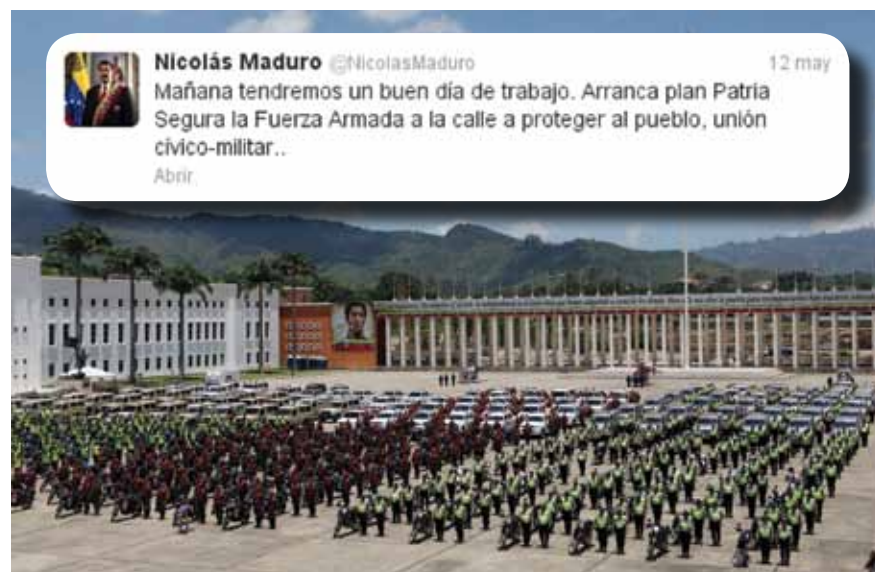 Nicolás Maduro @NicolasMaduro 12 may
Mañana tendremos un buen día de trabajo. Arranca plan Patria
Segura la Fuerza Armada a la calle a proteger al pueblo, unión
cívico-militar..
Abrir